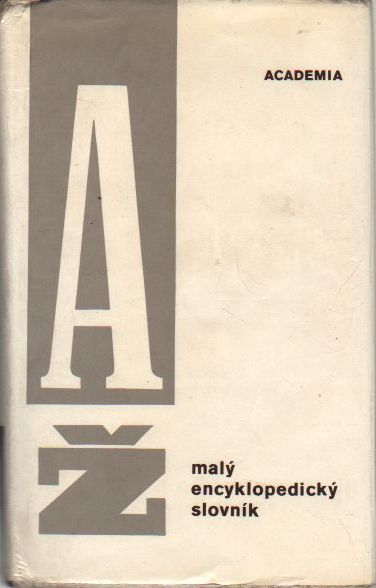 ACADEMIA
A
Ž
malý
encyklopedický
slovník